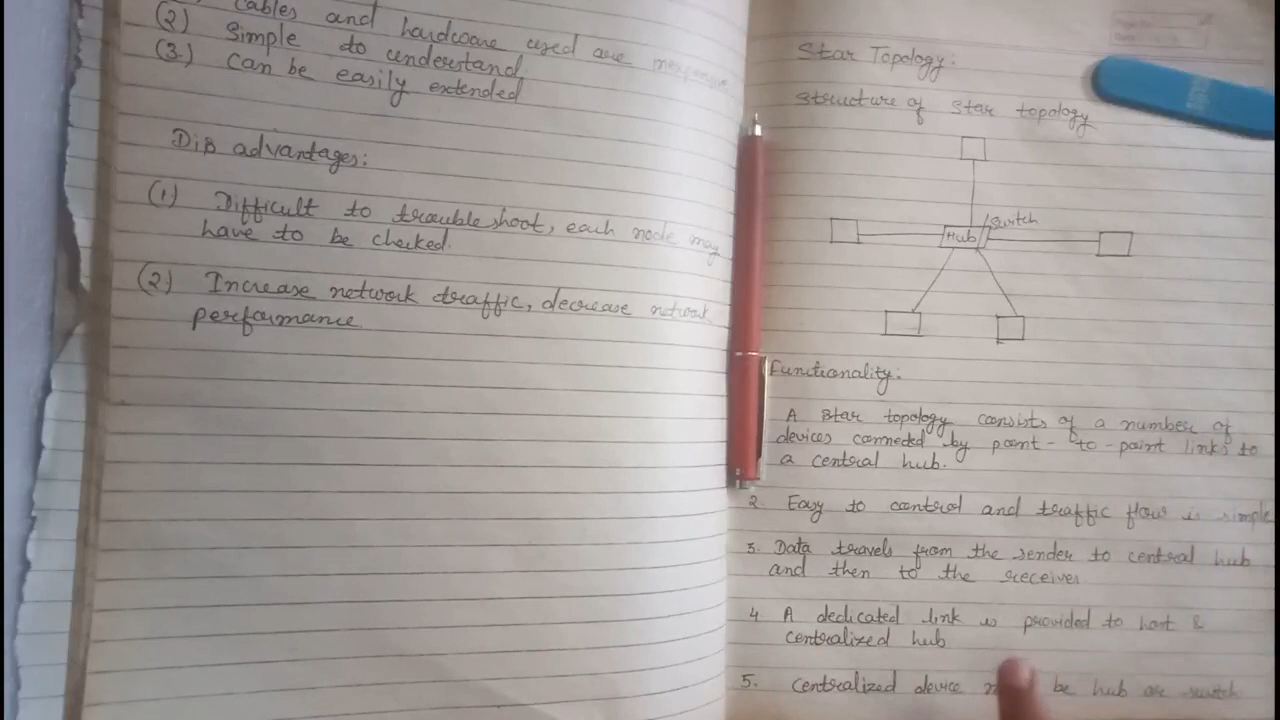 cables and hardware used are inexpensive
(2) Simple to understand
(3.) can be easily extended
Dis advantages:
(1) Difficult to trouble shoot, each node may
have to be checked.
(2) Increase network traffic, decrease network
performance
Star Topology:
Structure of Star topology
Switch
Hub
Functionality:
A star topology consists of a number of
devices connected by point-to-point links to
a central hub.
2. Easy to control and traffic flow is simple
3. Data travels from the sender to central hub
and then to the receiver
4. A dedicated link is provided to host &
centralized hub
5. Centralized device be hub or switch